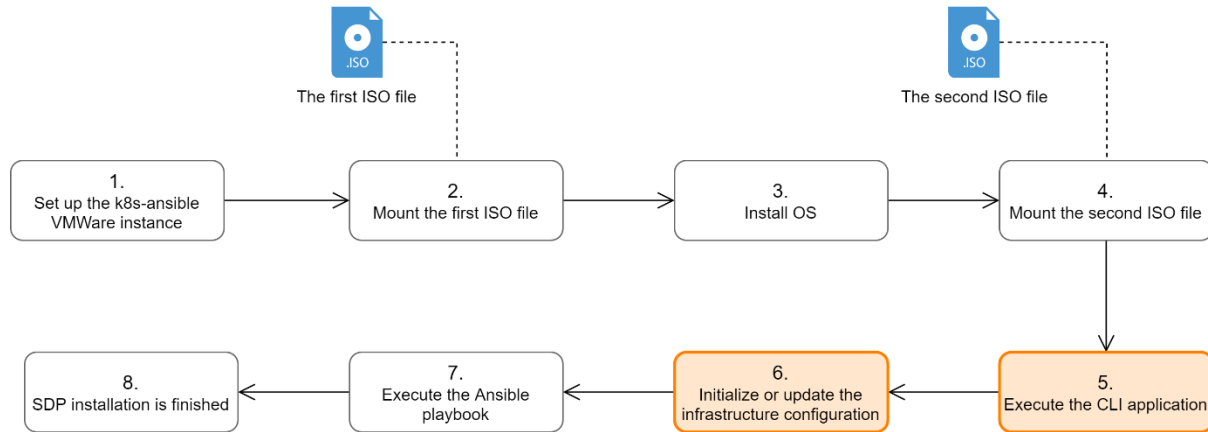 .ISO
The first ISO file
.ISO
The second ISO file
1.
Set up the k8s-ansible
VMWare instance
2.
Mount the first ISO file
3.
Install OS
4.
Mount the second ISO file
5.
Execute the CLI application
6.
Initialize or update the
infrastructure configuration
7.
Execute the Ansible
playbook
8.
SDP installation is finished